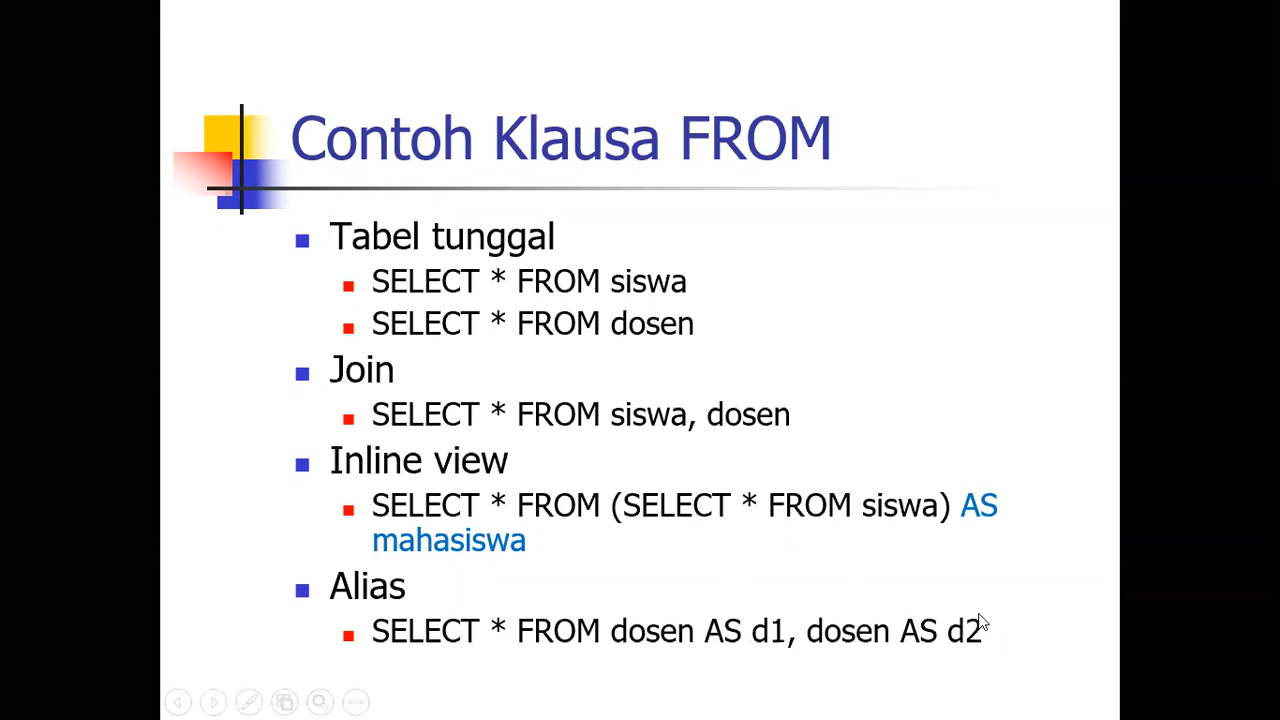 Contoh Klausa FROM
Tabel tunggal
SELECT * FROM siswa
SELECT * FROM dosen
Join
SELECT * FROM siswa, dosen
Inline view
SELECT * FROM (SELECT * FROM siswa) AS
mahasiswa
Alias
SELECT * FROM dosen AS d1, dosen AS d2